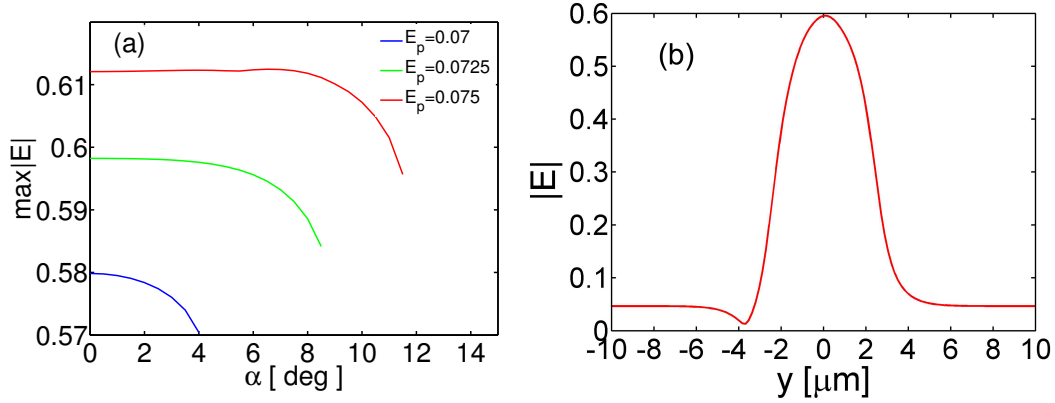 (a)
E_p=0.07
E_p=0.0725
E_p=0.075
max|E|
0.61
0.6
0.59
0.58
0.57
0 2 4 6 8 10 12 14
α [ deg ]
(b)
|E|
0.6
0.5
0.4
0.3
0.2
0.1
0
-10 -8 -6 -4 -2 0 2 4 6 8 10
y [μm]